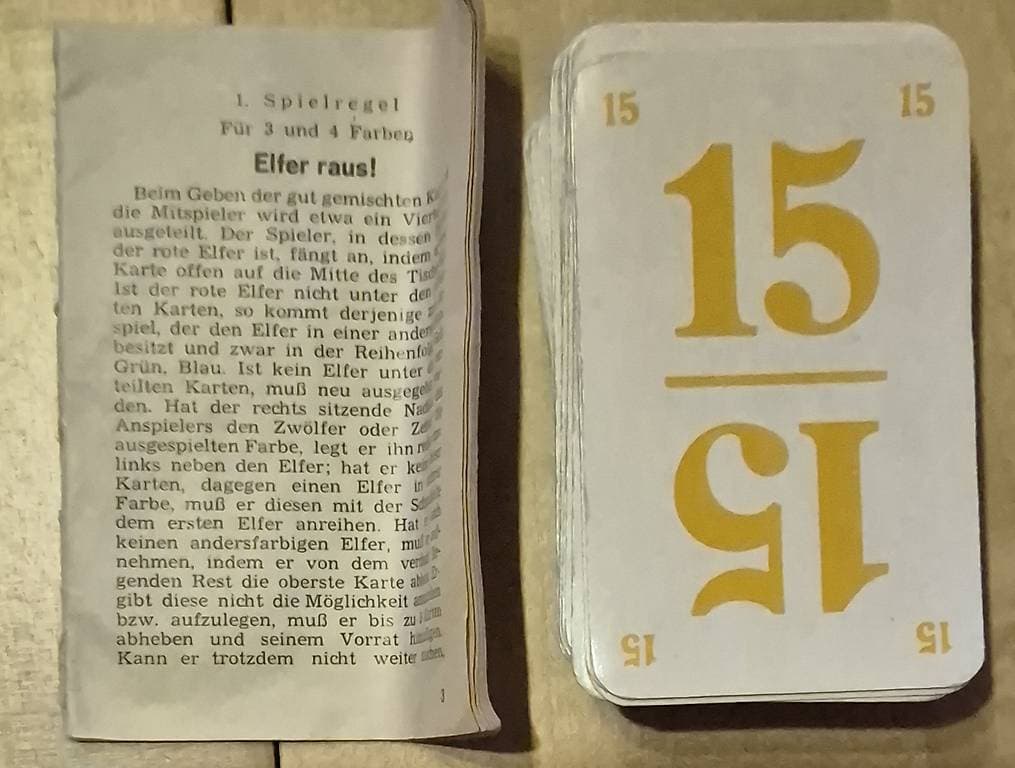 1. Spielregel
Für 3 und 4 Farben
Elfer raus!
Beim Geben der gut gemischten
die Mitspieler wird etwa ein
ausgeteilt. Der Spieler, in dessen
der rote Elfer ist, fängt an, indem
Karte offen auf die Mitte des
Ist der rote Elfer nicht unter den
ten Karten, so kommt derjenige
spiel, der den Elfer in einer
besitzt und zwar in der
Grün, Blau. Ist kein Elfer unter
teilten Karten, muß neu
den. Hat der rechts sitzende
Anspielers den Zwölfer oder
ausgespielten Farbe, legt er ihn
links neben den Elfer; hat er
Karten, dagegen einen Elfer in
Farbe, muß er diesen mit der
dem ersten Elfer anreihen. Hat
keinen andersfarbigen Elfer,
nehmen, indem er von dem
genden Rest die oberste Karte
gibt diese nicht die Möglichkeit
bzw. aufzulegen, muß er bis zu
abheben und seinem Vorrat
Kann er trotzdem nicht weiter
3
15 15
15
15
15 15